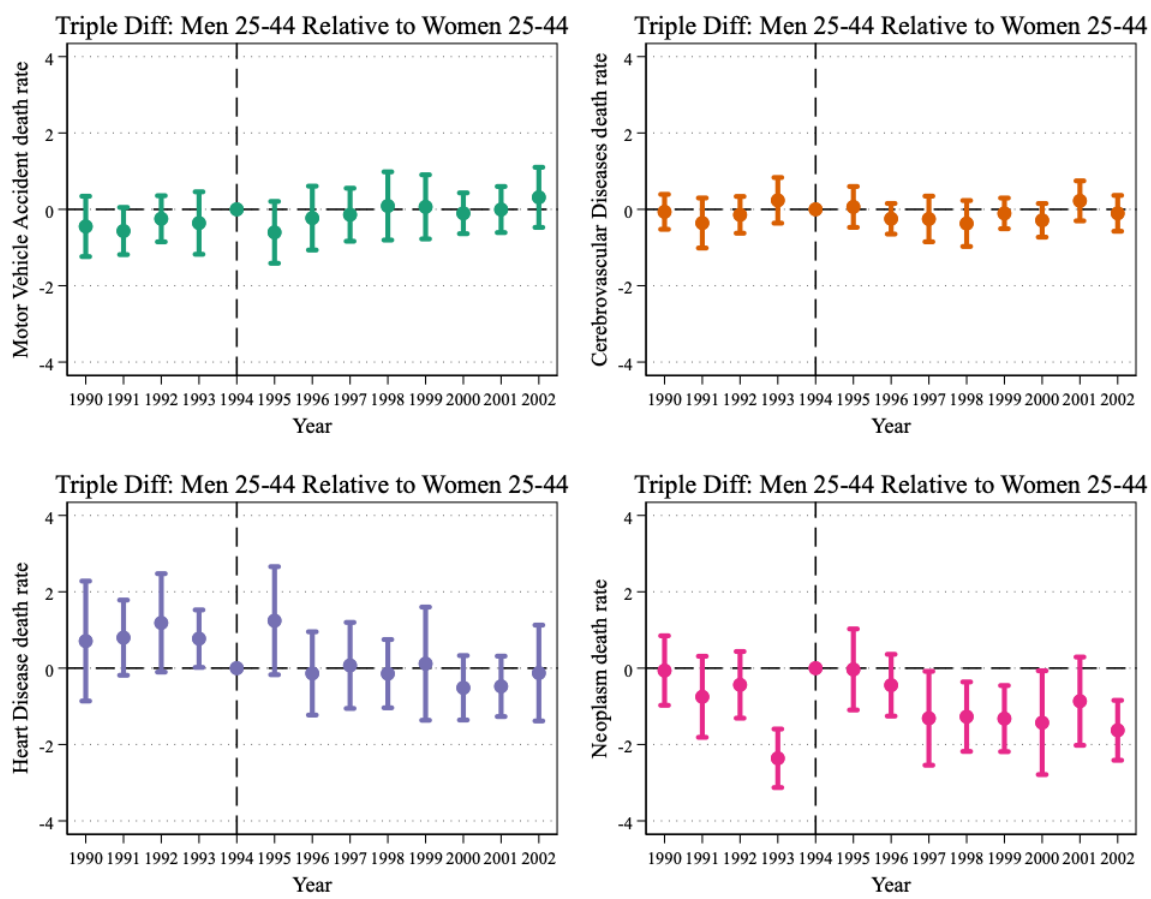 Triple Diff: Men 25-44 Relative to Women 25-44
Motor Vehicle Accident death rate
4
2
0
-2
-4
1990 1991 1992 1993 1994 1995 1996 1997 1998 1999 2000 2001 2002
Year
Triple Diff: Men 25-44 Relative to Women 25-44
Cerebrovascular Diseases death rate
4
2
0
-2
-4
1990 1991 1992 1993 1994 1995 1996 1997 1998 1999 2000 2001 2002
Year
Triple Diff: Men 25-44 Relative to Women 25-44
Heart Disease death rate
4
2
0
-2
-4
1990 1991 1992 1993 1994 1995 1996 1997 1998 1999 2000 2001 2002
Year
Triple Diff: Men 25-44 Relative to Women 25-44
Neoplasm death rate
4
2
0
-2
-4
1990 1991 1992 1993 1994 1995 1996 1997 1998 1999 2000 2001 2002
Year